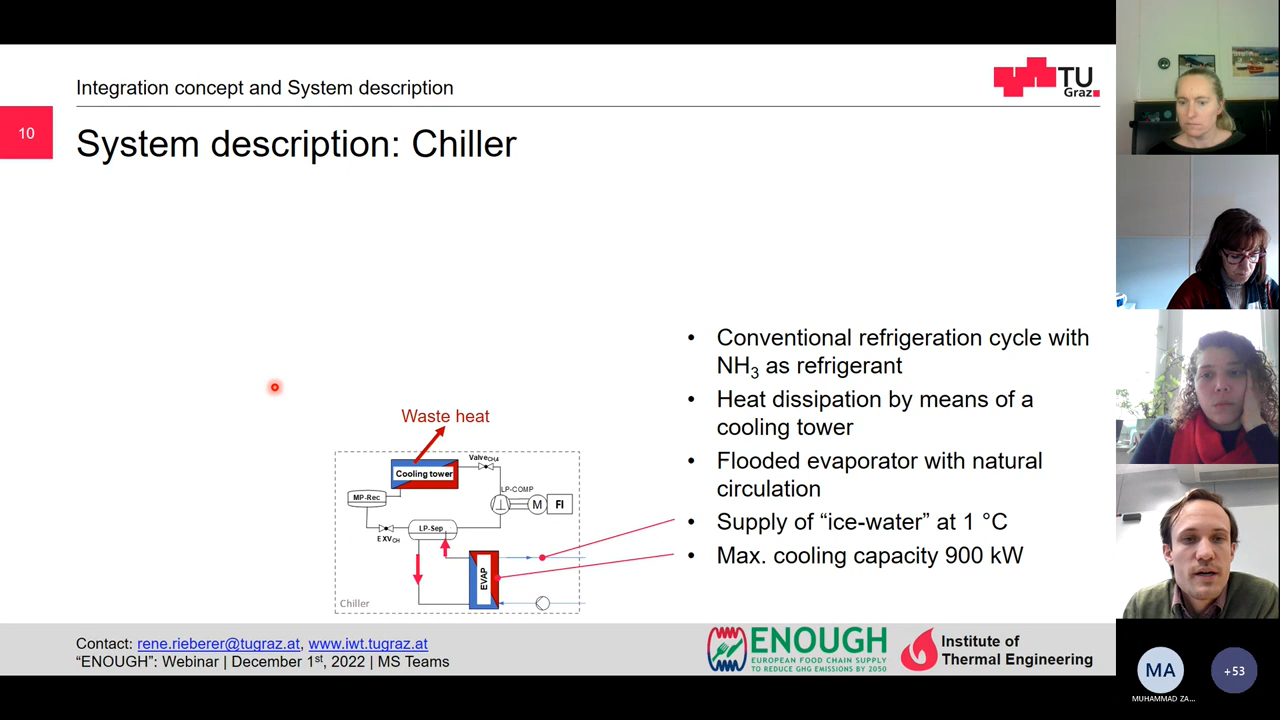 Integration concept and System description
TU
Graz
10
System description: Chiller
Waste heat
Cooling tower
Valve CH,4
LP-COMP
MP-Rec
M
FI
LP-Sep
EXV CH
EVAP
Chiller
• Conventional refrigeration cycle with
NH₃ as refrigerant
• Heat dissipation by means of a
cooling tower
• Flooded evaporator with natural
circulation
• Supply of “ice-water” at 1 °C
• Max. cooling capacity 900 kW
Contact: rene.rieberer@tugraz.at, www.iwt.tugraz.at
“ENOUGH”: Webinar | December 1st, 2022 | MS Teams
ENOUGH
EUROPEAN FOOD CHAIN SUPPLY
TO REDUCE GHG EMISSIONS BY 2050
Institute of
Thermal Engineering
MA
MUHAMMAD ZA...
+53